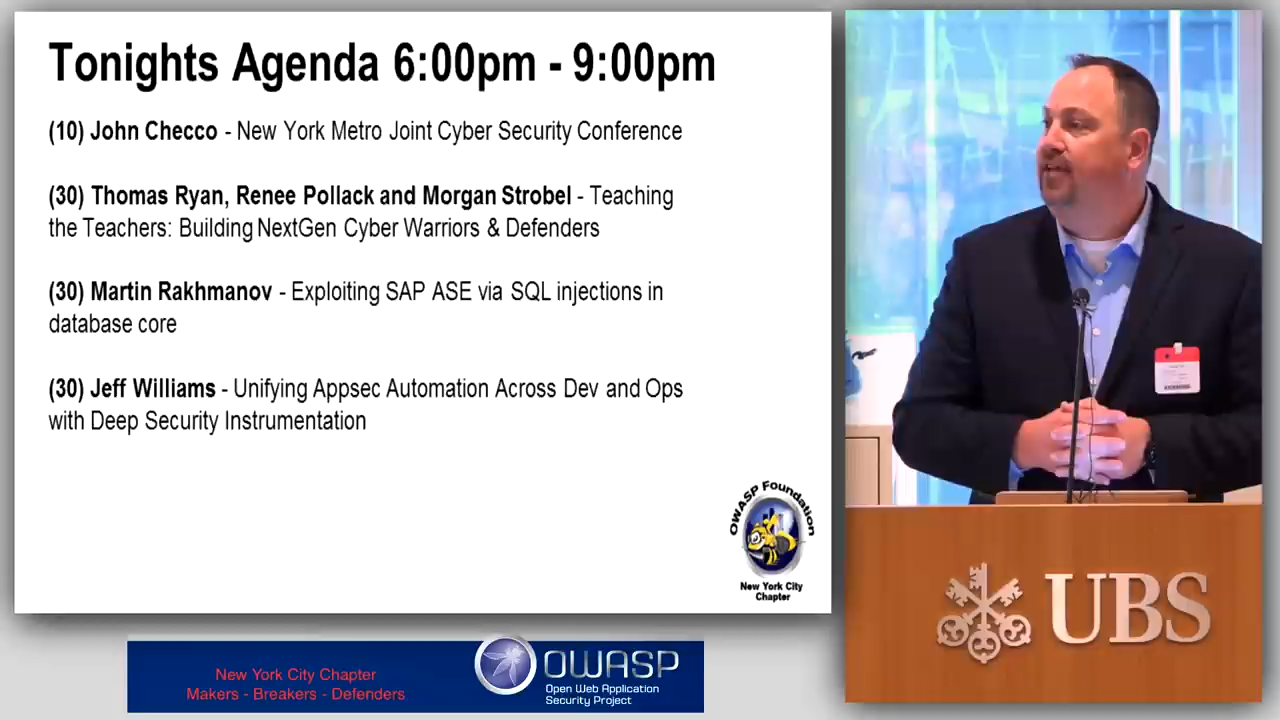 Tonights Agenda 6:00pm - 9:00pm
(10) John Checco - New York Metro Joint Cyber Security Conference
(30) Thomas Ryan, Renee Pollack and Morgan Strobel - Teaching
the Teachers: Building NextGen Cyber Warriors & Defenders
(30) Martin Rakhmanov - Exploiting SAP ASE via SQL injections in
database core
(30) Jeff Williams - Unifying Appsec Automation Across Dev and Ops
with Deep Security Instrumentation
OWASP Foundation
New York City
Chapter
UBS
New York City Chapter
Makers - Breakers - Defenders
OWASP
Open Web Application
Security Project